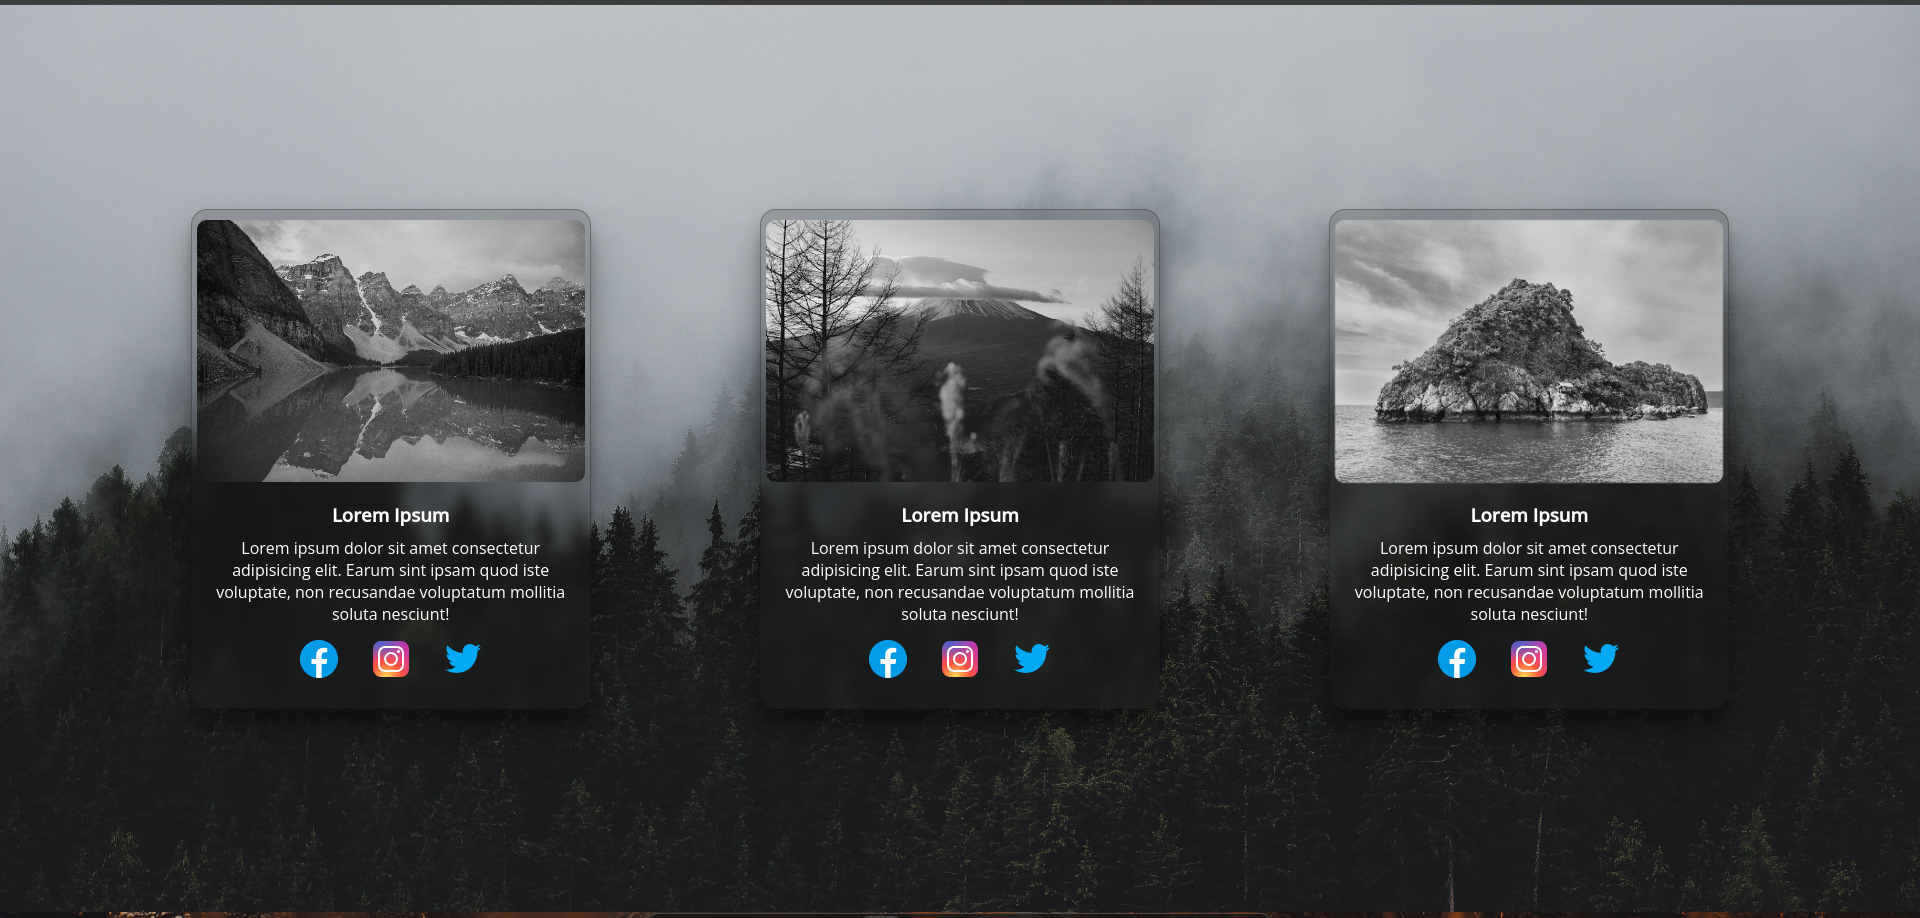 Lorem Ipsum
Lorem ipsum dolor sit amet consectetur
adipisicing elit. Earum sint ipsam quod iste
voluptate, non recusandae voluptatum mollitia
soluta nesciunt!
Lorem Ipsum
Lorem ipsum dolor sit amet consectetur
adipisicing elit. Earum sint ipsam quod iste
voluptate, non recusandae voluptatum mollitia
soluta nesciunt!
Lorem Ipsum
Lorem ipsum dolor sit amet consectetur
adipisicing elit. Earum sint ipsam quod iste
voluptate, non recusandae voluptatum mollitia
soluta nesciunt!